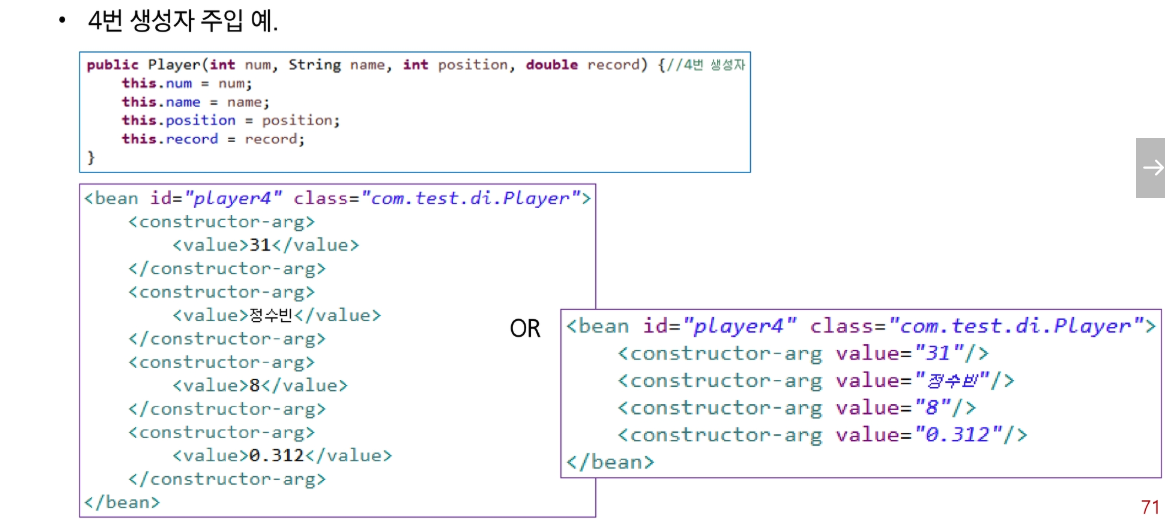 • 4번 생성자 주입 예.
public Player(int num, String name, int position, double record) {//4번 생성자
this.num = num;
this.name = name;
this.position = position;
this.record = record;
}
<bean id="player4" class="com.test.di.Player">
<constructor-arg>
<value>31</value>
</constructor-arg>
<constructor-arg>
<value>정수빈</value>
</constructor-arg>
<constructor-arg>
<value>8</value>
</constructor-arg>
<constructor-arg>
<value>0.312</value>
</constructor-arg>
</bean>
OR
<bean id="player4" class="com.test.di.Player">
<constructor-arg value="31"/>
<constructor-arg value="정수빈"/>
<constructor-arg value="8"/>
<constructor-arg value="0.312"/>
</bean>
71